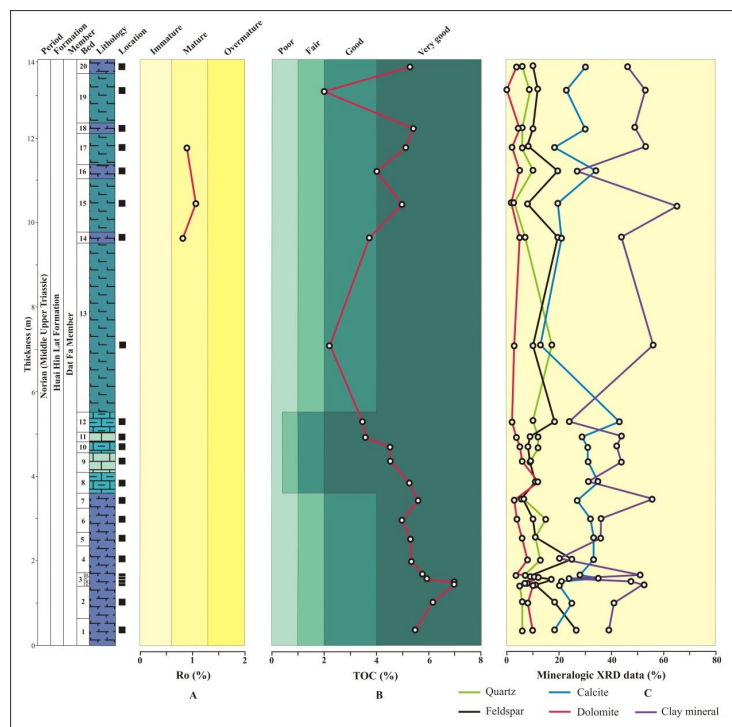 Period
Formation
Member
Bed
Lithology
Location
Immature
Mature
Overmature
Poor
Fair
Good
Very good
Thickness (m)
Norian (Middle Upper Triassic)
Huai Hin Lat Formation
Dat Fa Member
14
12
10
8
6
4
2
0
20
19
18
17
16
15
14
13
12
11
10
9
8
7
6
5
4
3
2
1
0 1 2
Ro (%)
A
0 2 4 6 8
TOC (%)
B
0 20 40 60 80
Mineralogic XRD data (%)
Quartz Calcite C
Feldspar Dolomite Clay mineral